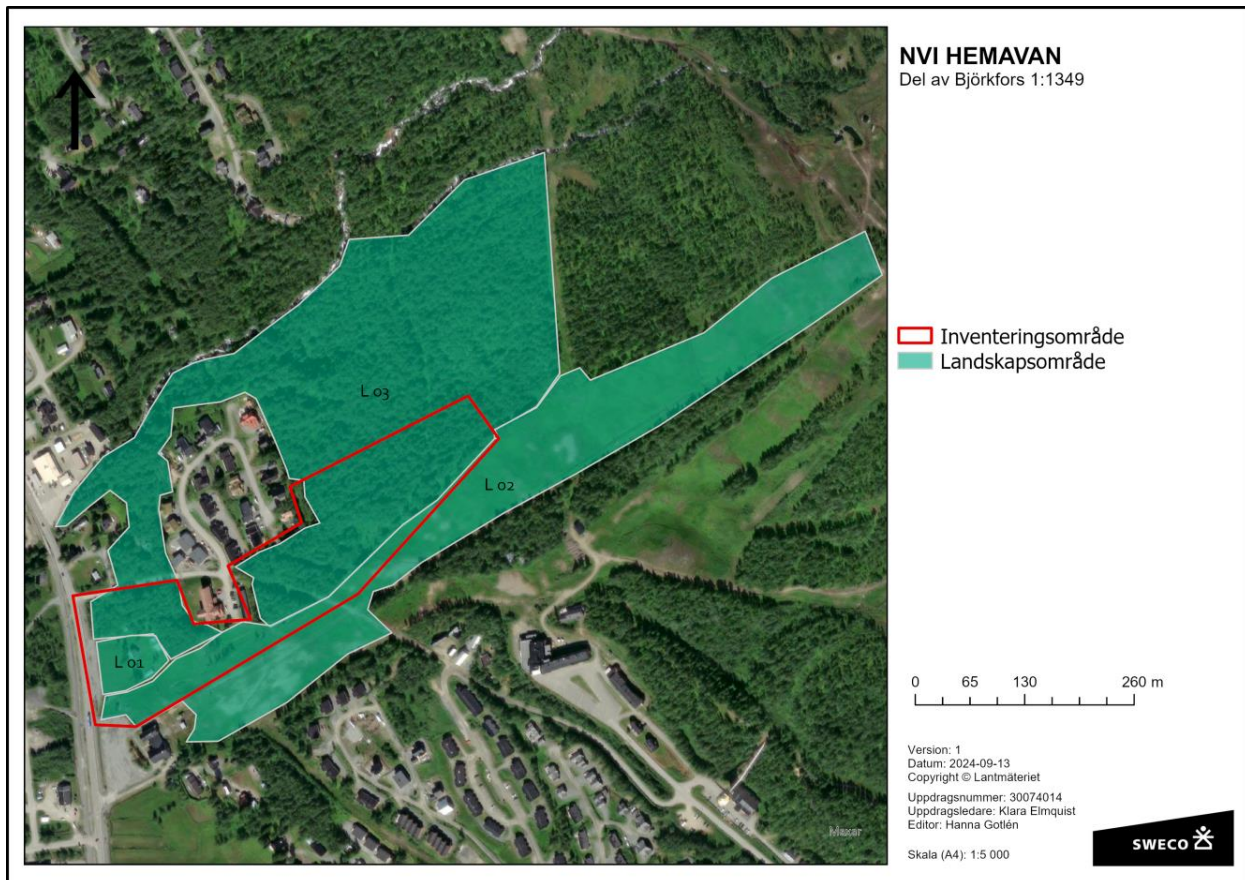 NVI HEMAVAN
Del av Björkfors 1:1349
Inventeringsområde
Landskapsområde
L 03
L 02
L 01
0 65 130 260 m
Version: 1
Datum: 2024-09-13
Copyright © Lantmäteriet
Uppdragsnummer: 30074014
Uppdragsledare: Klara Elmquist
Editor: Hanna Gotlén
Skala (A4): 1:5 000
Maxar
SWECO